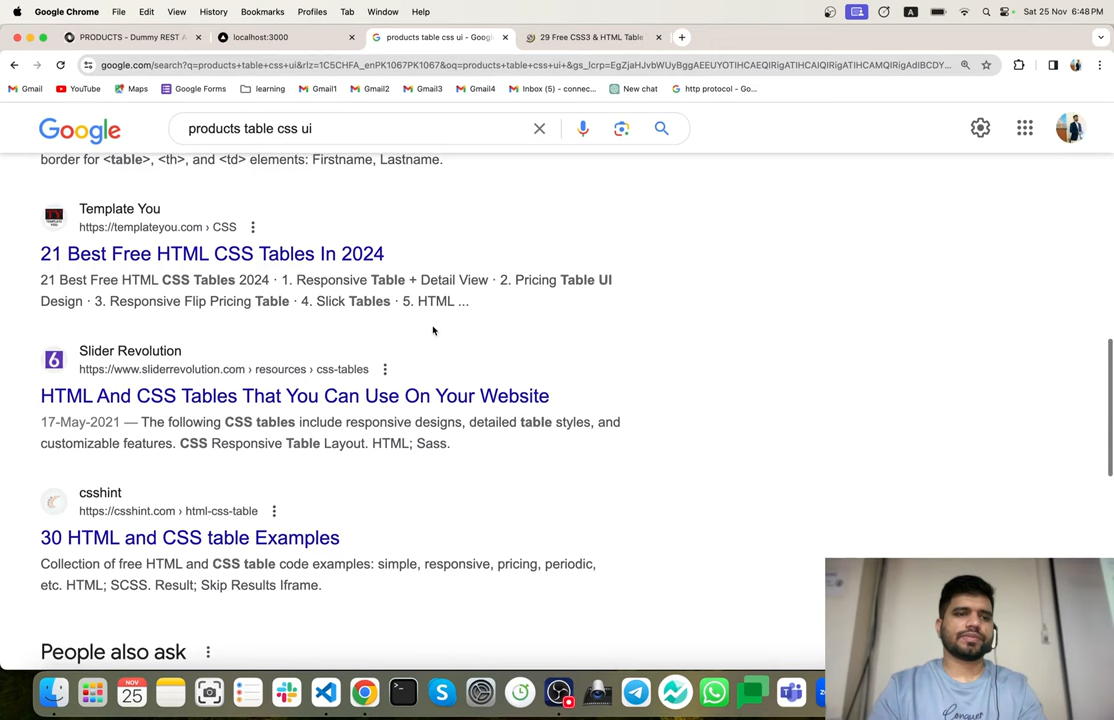 Google Chrome File Edit View History Bookmarks Profiles Tab Window Help A Sat 25 Nov 6:48 PM
PRODUCTS - Dummy REST A localhost:3000 products table css ui - Goog 29 Free CSS3 & HTML Table
google.com/search?q=products+table+css+ui&rlz=1C5CHFA_enPK1067PK1067&oq=products+table+css+ui+&gs_lcrp=EgZjaHJvbWUyBggAEEUYOTIHCAEQIRigATIHCAIQIRigATIHCAMQIRigAdIBCDY...
Gmail YouTube Maps Google Forms learning Gmail1 Gmail2 Gmail3 Gmail4 Inbox (5) - connec... New chat http protocol - Go...
Google products table css ui
border for <table>, <th>, and <td> elements: Firstname, Lastname.
Template You
https://templateyou.com › CSS
21 Best Free HTML CSS Tables In 2024
21 Best Free HTML CSS Tables 2024 · 1. Responsive Table + Detail View · 2. Pricing Table UI
Design · 3. Responsive Flip Pricing Table · 4. Slick Tables · 5. HTML ...
Slider Revolution
https://www.sliderrevolution.com › resources › css-tables
HTML And CSS Tables That You Can Use On Your Website
17-May-2021 — The following CSS tables include responsive designs, detailed table styles, and
customizable features. CSS Responsive Table Layout. HTML; Sass.
csshint
https://csshint.com › html-css-table
30 HTML and CSS table Examples
Collection of free HTML and CSS table code examples: simple, responsive, pricing, periodic,
etc. HTML; SCSS. Result; Skip Results Iframe.
People also ask
NOV
25